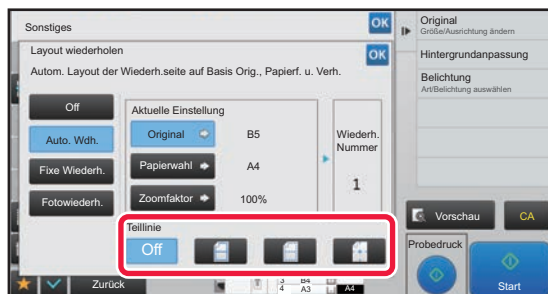 Sonstiges
OK
Layout wiederholen
OK
Autom. Layout der Wiederh.seite auf Basis Orig., Papierf. u. Verh.
Off
Auto. Wdh.
Fixe Wiederh.
Fotowiederh.
Aktuelle Einstellung
Original
B5
Papierwahl
A4
Zoomfaktor
100%
Wiederh.
Nummer
1
Teillinie
Off
Zurück
3 B4
4 A3
A4
Original
Größe/Ausrichtung ändern
Hintergrundanpassung
Belichtung
Art/Belichtung auswählen
Vorschau
CA
Probedruck
Start